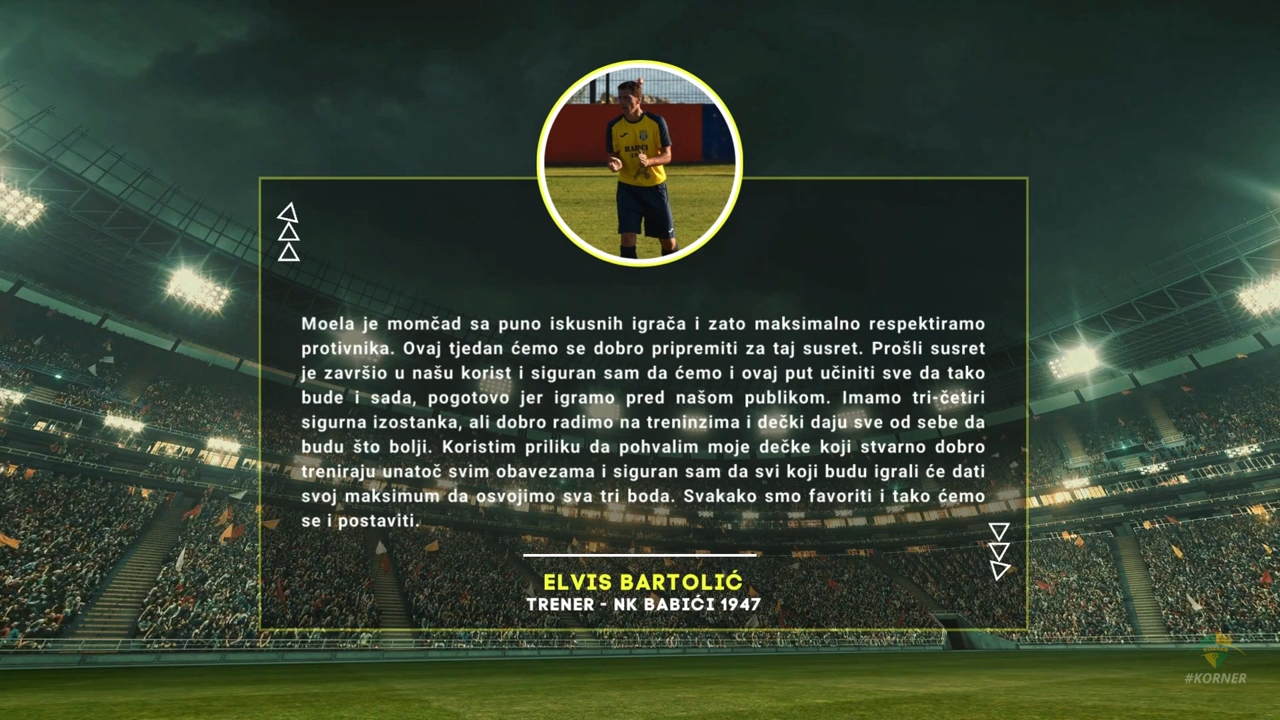 Moela je momčad sa puno iskusnih igrača i zato maksimalno respektiramo
protivnika. Ovaj tjedan ćemo se dobro pripremiti za taj susret. Prošli susret
je završio u našu korist i siguran sam da ćemo i ovaj put učiniti sve da tako
bude i sada, pogotovo jer igramo pred našom publikom. Imamo tri-četiri
sigurna izostanka, ali dobro radimo na treninzima i dečki daju sve od sebe da
budu što bolji. Koristim priliku da pohvalim moje dečke koji stvarno dobro
treniraju unatoč svim obavezama i siguran sam da svi koji budu igrali će dati
svoj maksimum da osvojimo sva tri boda. Svakako smo favoriti i tako ćemo
se i postaviti.
ELVIS BARTOLIĆ
TRENER - NK BABIĆI 1947
#KORNER